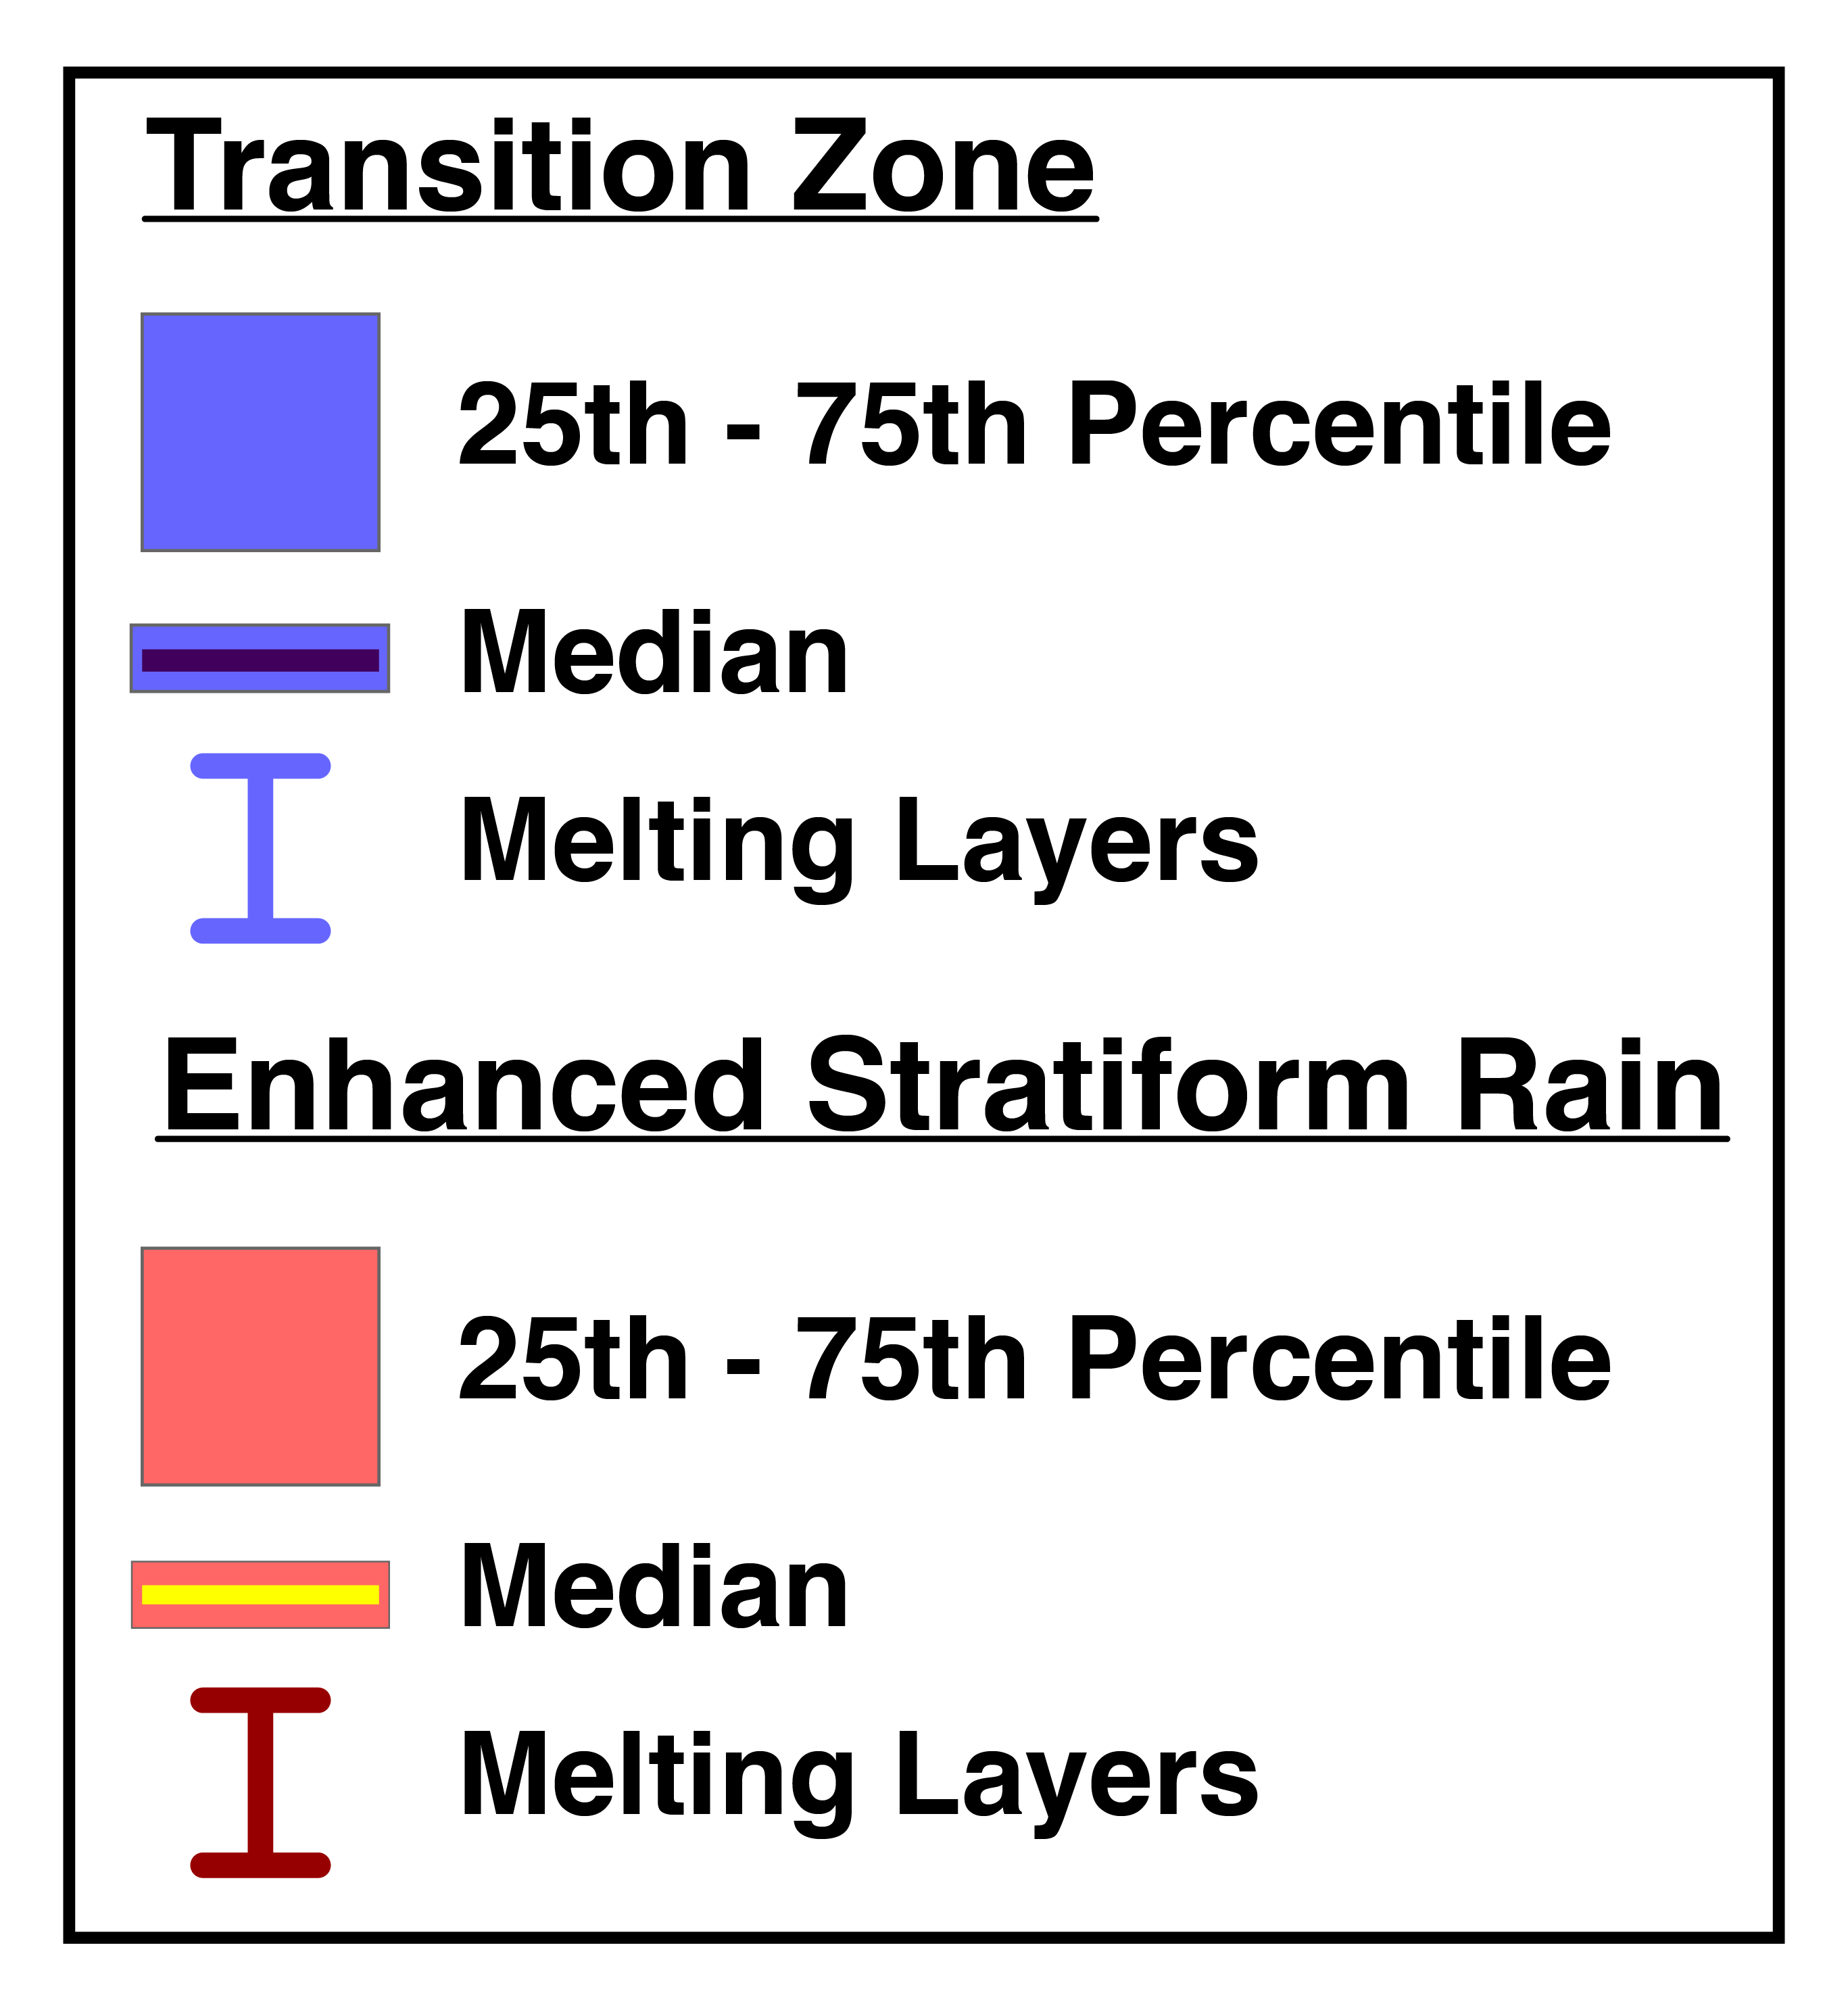 Transition Zone
25th - 75th Percentile
Median
Melting Layers
Enhanced Stratiform Rain
25th - 75th Percentile
Median
Melting Layers